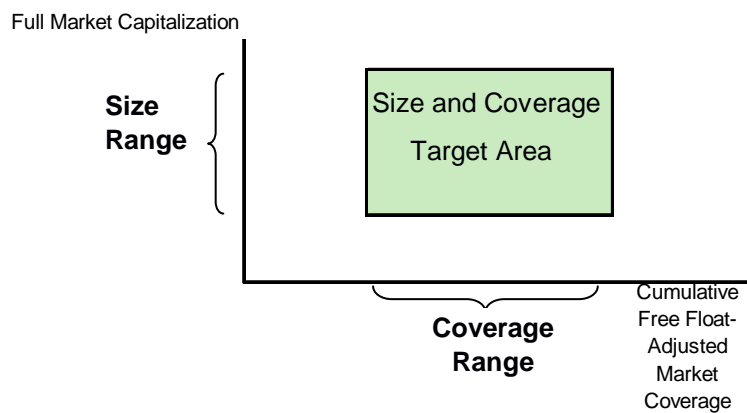 Full Market Capitalization
Size
Range
Size and Coverage
Target Area
Coverage
Range
Cumulative
Free Float-
Adjusted
Market
Coverage